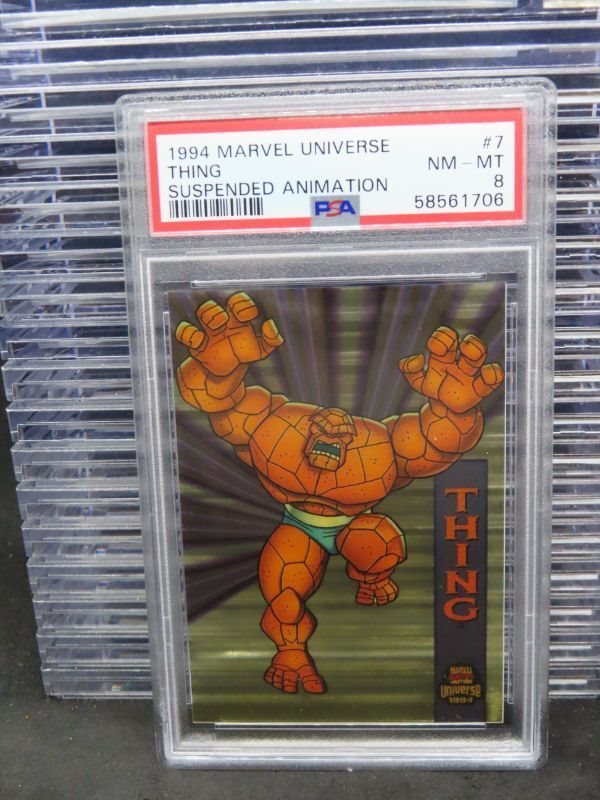 1994 MARVEL UNIVERSE #7
THING NM - MT
SUSPENDED ANIMATION 8
PSA 58561706
THING
MARVEL
UNIVERSE